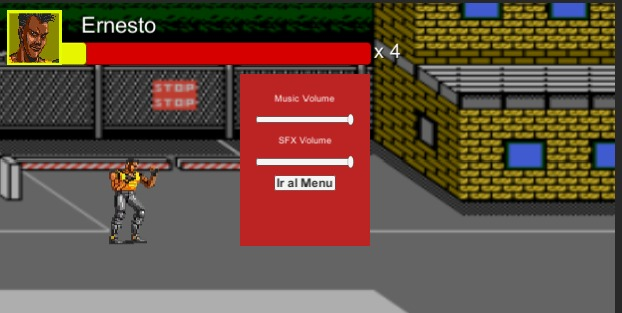 Ernesto
x 4
STOP
STOP
Music Volume
SFX Volume
Ir al Menu